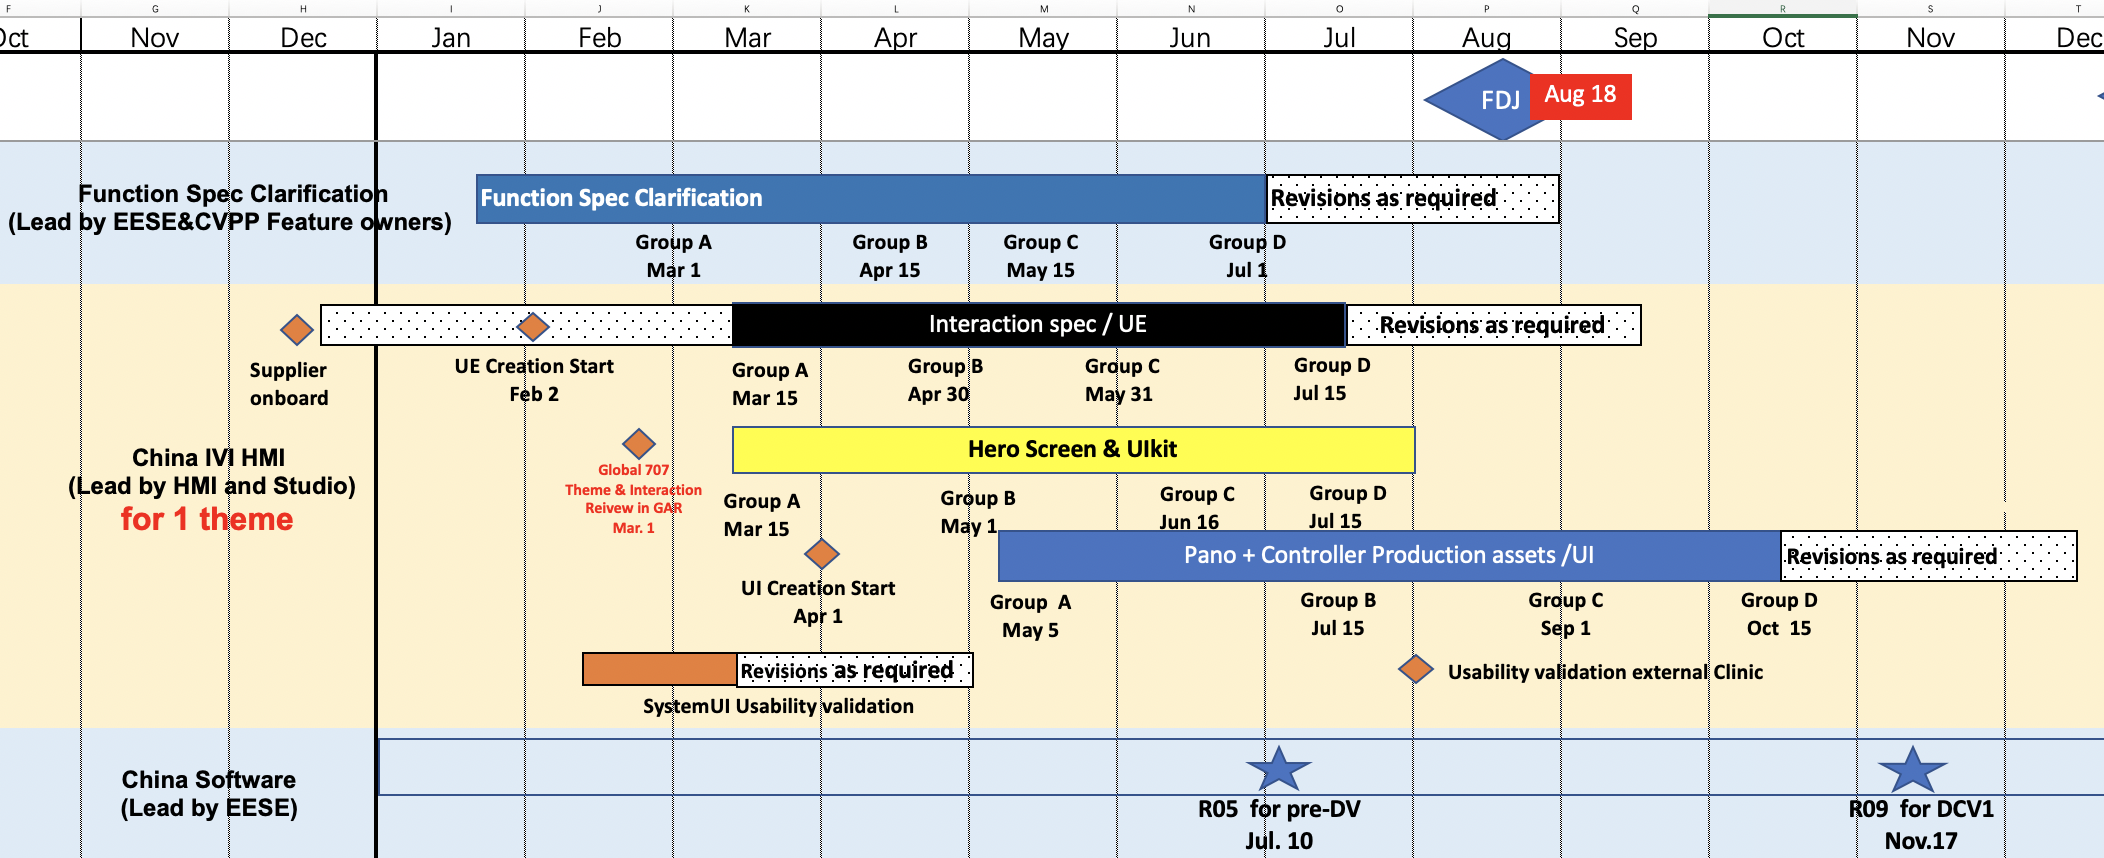 F G H I J K L M N O P Q R S T
Oct Nov Dec Jan Feb Mar Apr May Jun Jul Aug Sep Oct Nov Dec
FDJ
Aug 18
Function Spec Clarification
(Lead by EESE&CVPP Feature owners)
Function Spec Clarification
Revisions as required
Group A
Mar 1
Group B
Apr 15
Group C
May 15
Group D
Jul 1
Interaction spec / UE
Revisions as required
Supplier
onboard
UE Creation Start
Feb 2
Group A
Mar 15
Group B
Apr 30
Group C
May 31
Group D
Jul 15
China IVI HMI
(Lead by HMI and Studio)
for 1 theme
Hero Screen & UIkit
Global 707
Theme & Interaction
Reivew in GAR
Mar. 1
Group A
Mar 15
Group B
May 1
Group C
Jun 16
Group D
Jul 15
Pano + Controller Production assets /UI
Revisions as required
UI Creation Start
Apr 1
Group A
May 5
Group B
Jul 15
Group C
Sep 1
Group D
Oct 15
Revisions as required
SystemUI Usability validation
Usability validation external Clinic
China Software
(Lead by EESE)
R05 for pre-DV
Jul. 10
R09 for DCV1
Nov.17